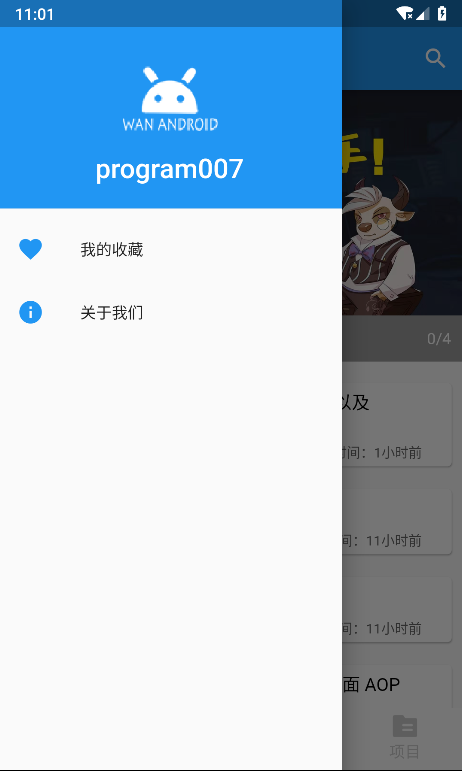 11:01
WAN ANDROID
program007
我的收藏
关于我们
手!
0/4
以及
时间：1小时前
间：11小时前
间：11小时前
面 AOP
项目